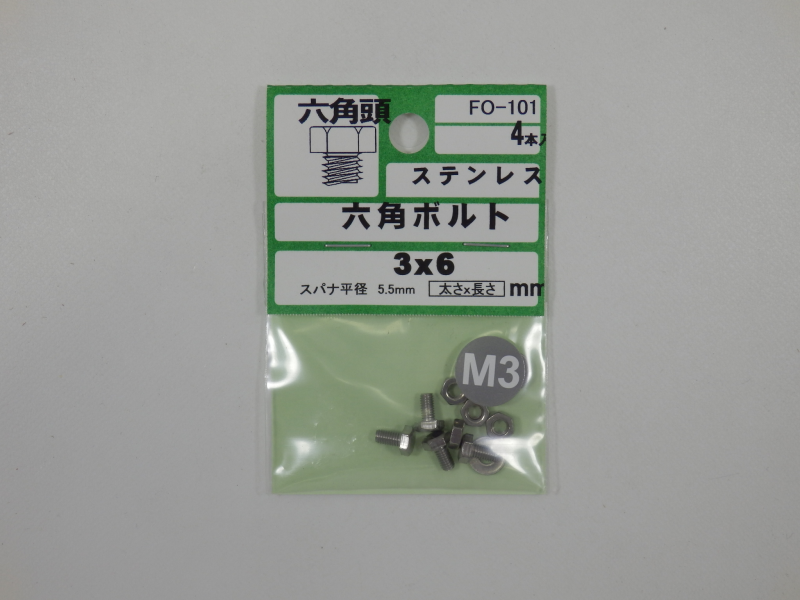 六角頭
FO-101
4本入
ステンレス
六角ボルト
3x6
スパナ平径 5.5mm 太さx長さ mm
M3